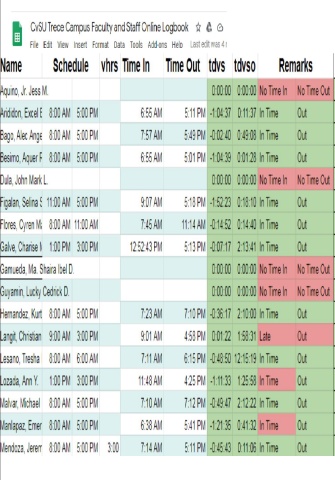 CvSU Trece Campus Faculty and Staff Online Logbook
File Edit View Insert Format Data Tools Add-ons Help Last edit was 4
Name Schedule vhrs Time In Time Out tdvs tdvso Remarks
Aquino, Jr. Jess M. 0:00:00 0:00:00 No Time In No Time Out
Arididon, Excel E 8:00 AM 5:00 PM 6:55 AM 5:11 PM -1:04:37 0:11:37 In Time Out
Bago, Alec Ange 8:00 AM 5:00 PM 7:57 AM 5:49 PM -0:02:40 0:49:08 In Time Out
Besimo, Aquer F 8:00 AM 5:00 PM 6:55 AM 5:01 PM -1:04:39 0:01:28 In Time Out
Dula, John Mark L. 0:00:00 0:00:00 No Time In No Time Out
Figalan, Selina 11:00 AM 5:00 PM 9:07 AM 5:18 PM -1:52:23 0:18:10 In Time Out
Flores, Cyren M 8:00 AM 11:00 AM 7:45 AM 11:14 AM -0:14:52 0:14:40 In Time Out
Galve, Charise 1:00 PM 3:00 PM 12:52:43 PM 5:13 PM -0:07:17 2:13:41 In Time Out
Gamueda, Ma. Shaira Ibel D. 0:00:00 0:00:00 No Time In No Time Out
Guyamin, Lucky Cedrick D. 0:00:00 0:00:00 No Time In No Time Out
Hernandez, Kurt 8:00 AM 5:00 PM 7:23 AM 7:10 PM -0:36:17 2:10:00 In Time Out
Langit, Christian 9:00 AM 3:00 PM 9:01 AM 4:58 PM 0:01:22 1:58:31 Late Out
Lesano, Tresha 8:00 AM 6:00 PM 7:11 AM 6:15 PM -0:48:50 12:15:19 In Time Out
Lozada, Ann Y. 1:00 PM 3:00 PM 11:48 AM 4:25 PM -1:11:33 1:25:58 In Time Out
Malvar, Michael 8:00 AM 5:00 PM 7:10 AM 7:12 PM -0:49:47 2:12:22 In Time Out
Manlapaz, Emer 8:00 AM 5:00 PM 6:38 AM 5:41 PM -1:21:35 0:41:32 In Time Out
Mendoza, Jerem 8:00 AM 5:00 PM 3:00 7:14 AM 5:11 PM -0:45:43 0:11:06 In Time Out